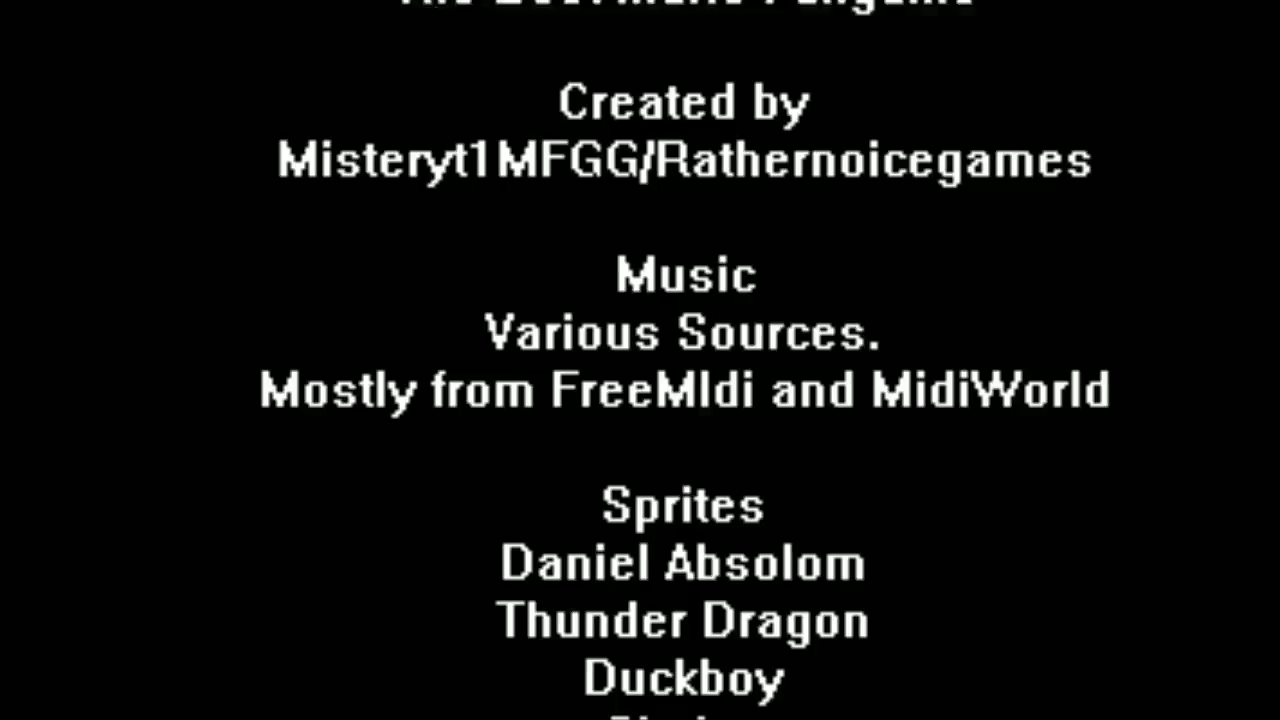 Created by
Misteryt1MFGG/Rathernoicegames
Music
Various Sources.
Mostly from FreeMIdi and MidiWorld
Sprites
Daniel Absolom
Thunder Dragon
Duckboy